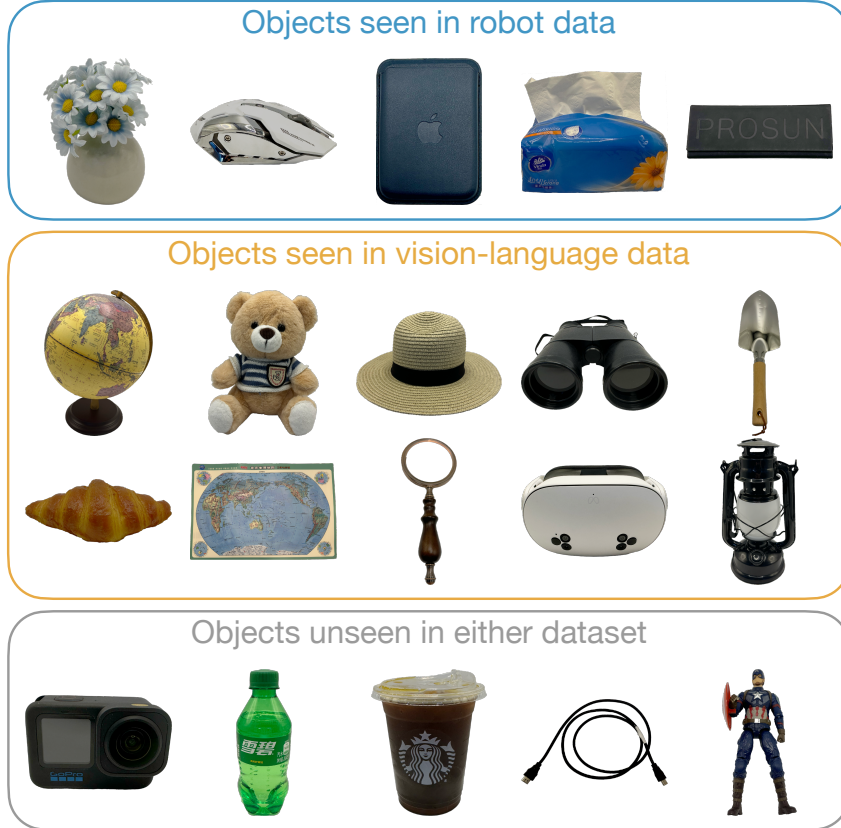 Objects seen in robot data
PROSUN
Objects seen in vision-language data
Objects unseen in either dataset
GoPro
雪碧